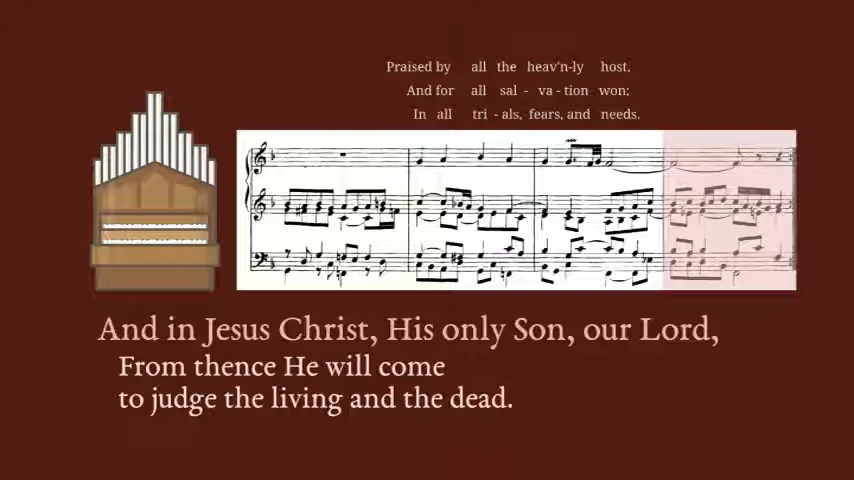 Praised by all the heav'n-ly host,
And for all sal - va - tion won;
In all tri - als, fears, and needs.
And in Jesus Christ, His only Son, our Lord,
From thence He will come
to judge the living and the dead.